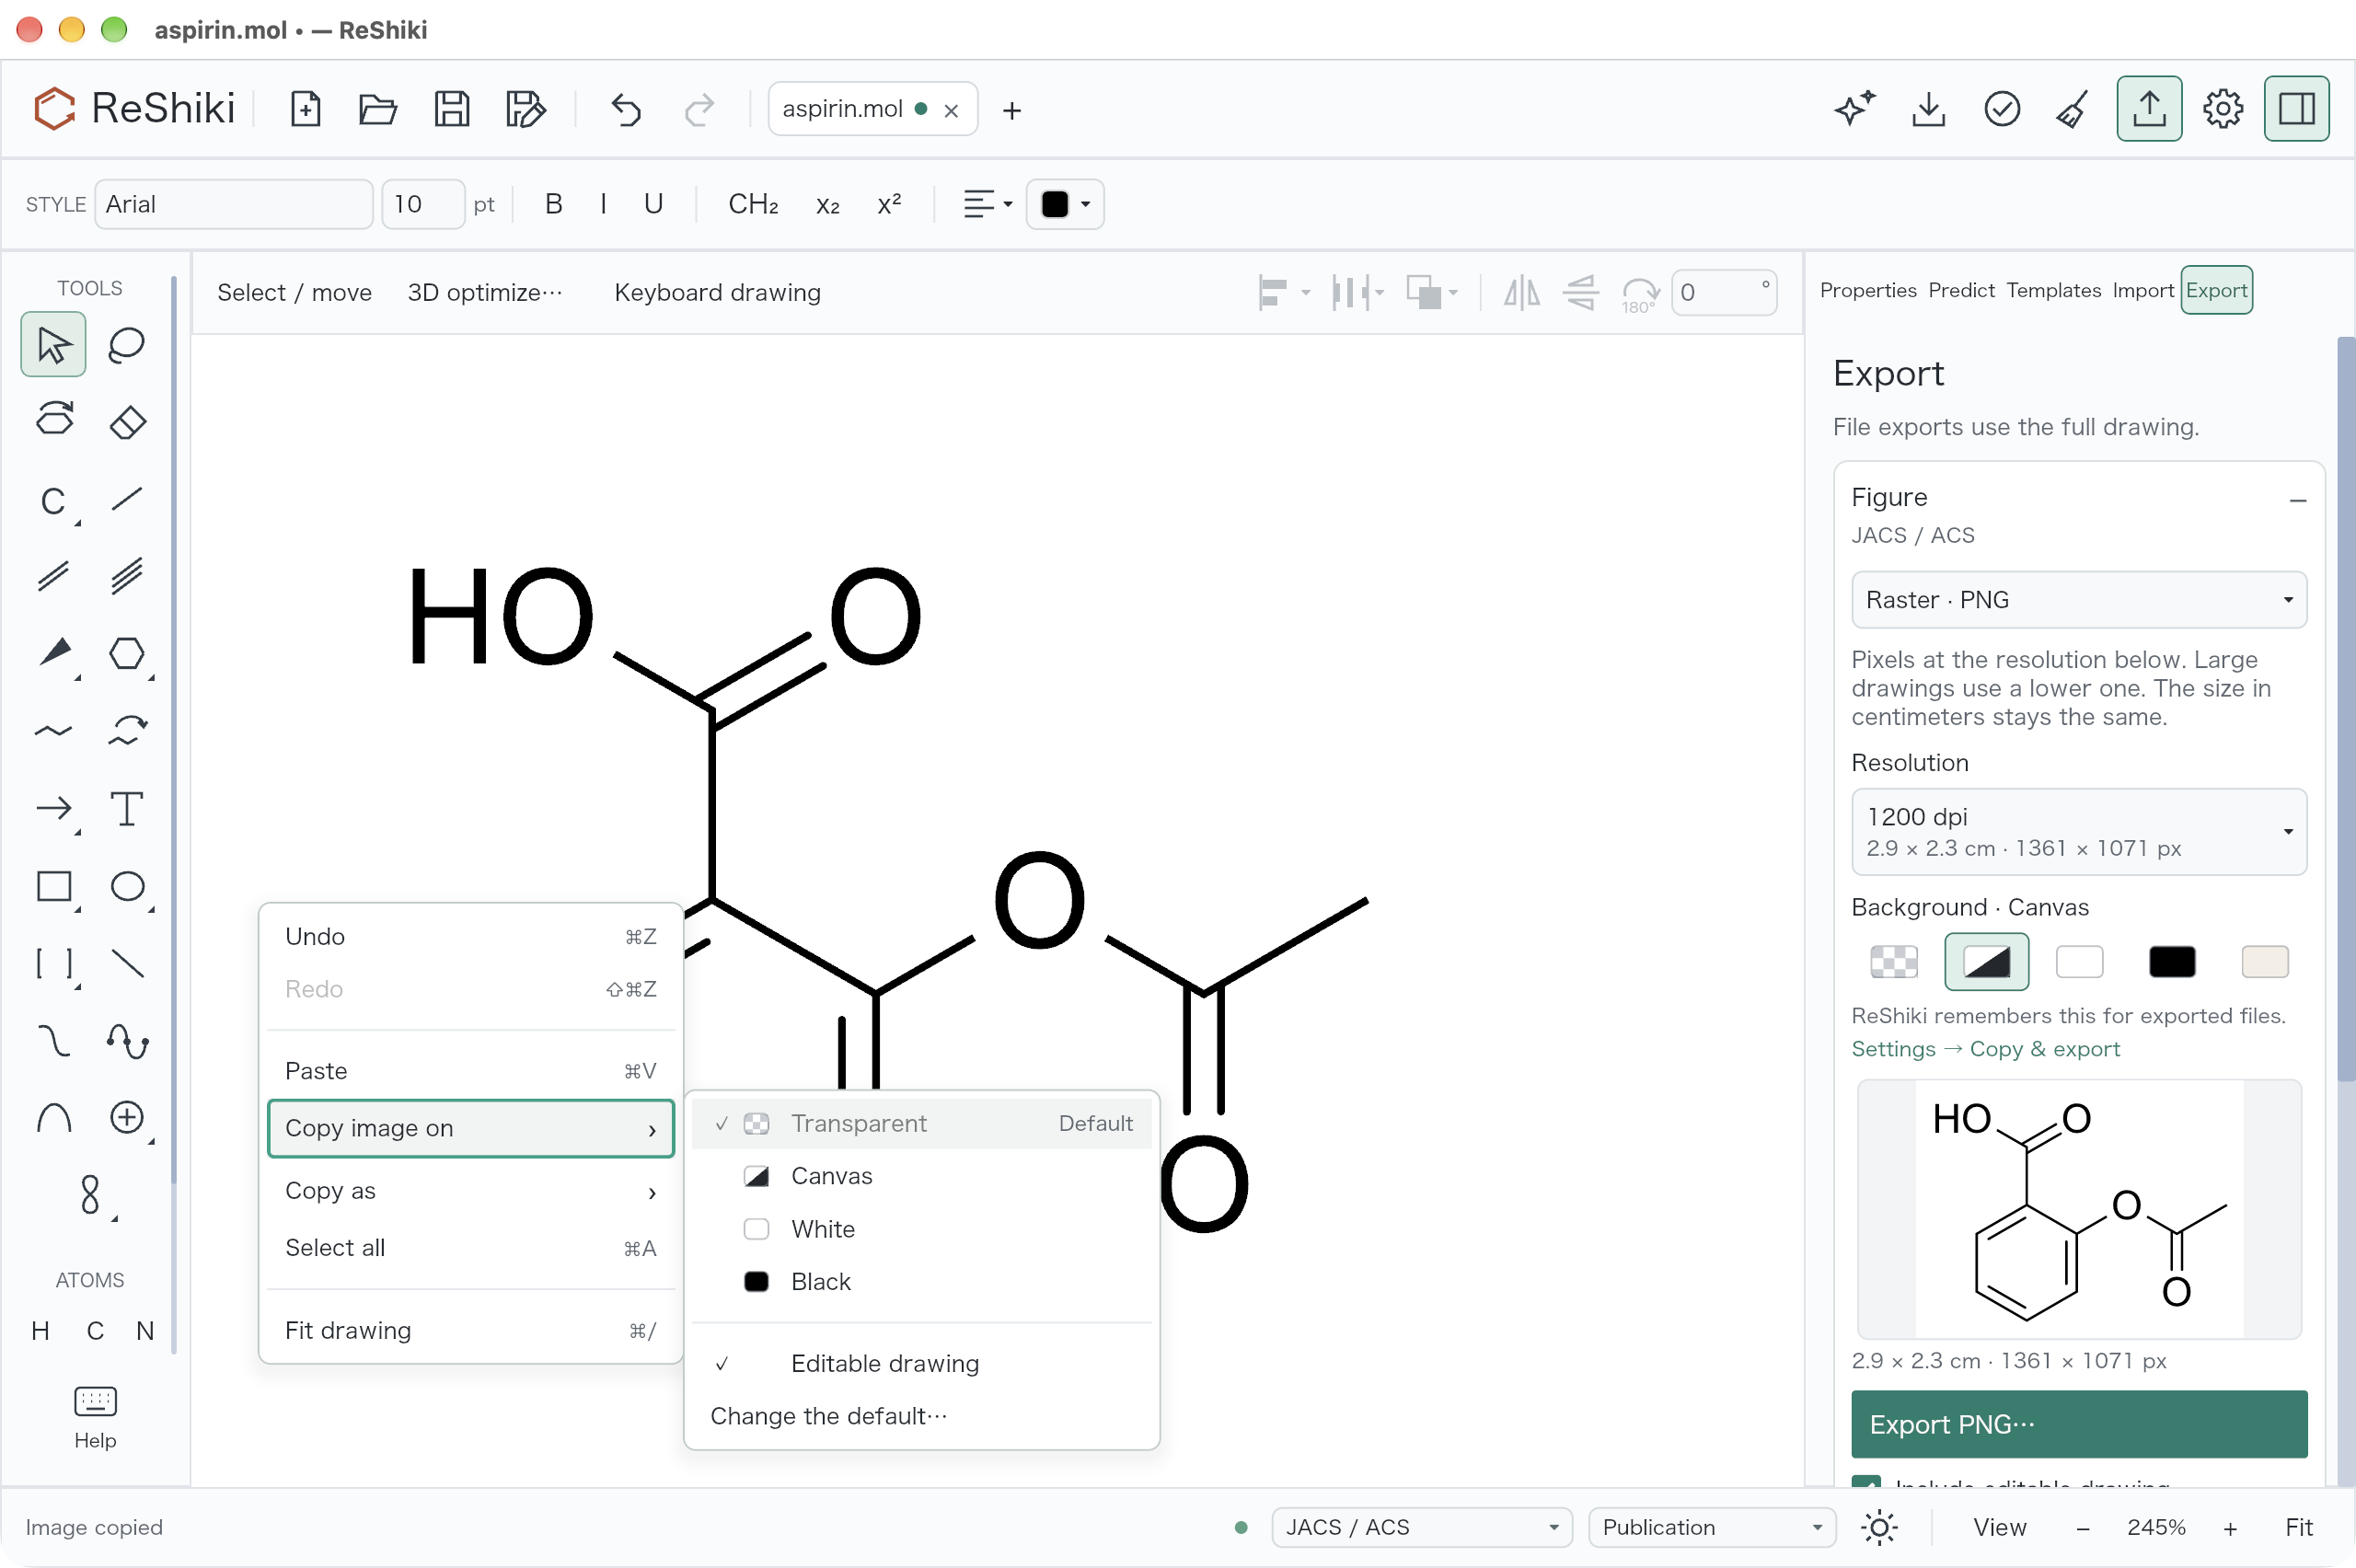 aspirin.mol • — ReShiki
ReShiki
aspirin.mol
STYLE Arial 10 pt B I U CH₂ x₂ x²
TOOLS
Select / move 3D optimize⋯ Keyboard drawing
180° 0 °
Properties Predict Templates Import Export
C
T
[ ]
ATOMS
H C N
Help
HO O
O
O
Undo ⌘Z
Redo ⇧⌘Z
Paste ⌘V
Copy image on ›
Copy as ›
Select all ⌘A
Fit drawing ⌘/
✓ Transparent Default
Canvas
White
Black
✓ Editable drawing
Change the default⋯
Export
File exports use the full drawing.
Figure
JACS / ACS
Raster · PNG
Pixels at the resolution below. Large
drawings use a lower one. The size in
centimeters stays the same.
Resolution
1200 dpi
2.9 × 2.3 cm · 1361 × 1071 px
Background · Canvas
ReShiki remembers this for exported files.
Settings → Copy & export
HO O
O
O
2.9 × 2.3 cm · 1361 × 1071 px
Export PNG⋯
Include editable drawing
Image copied
JACS / ACS Publication View − 245% + Fit